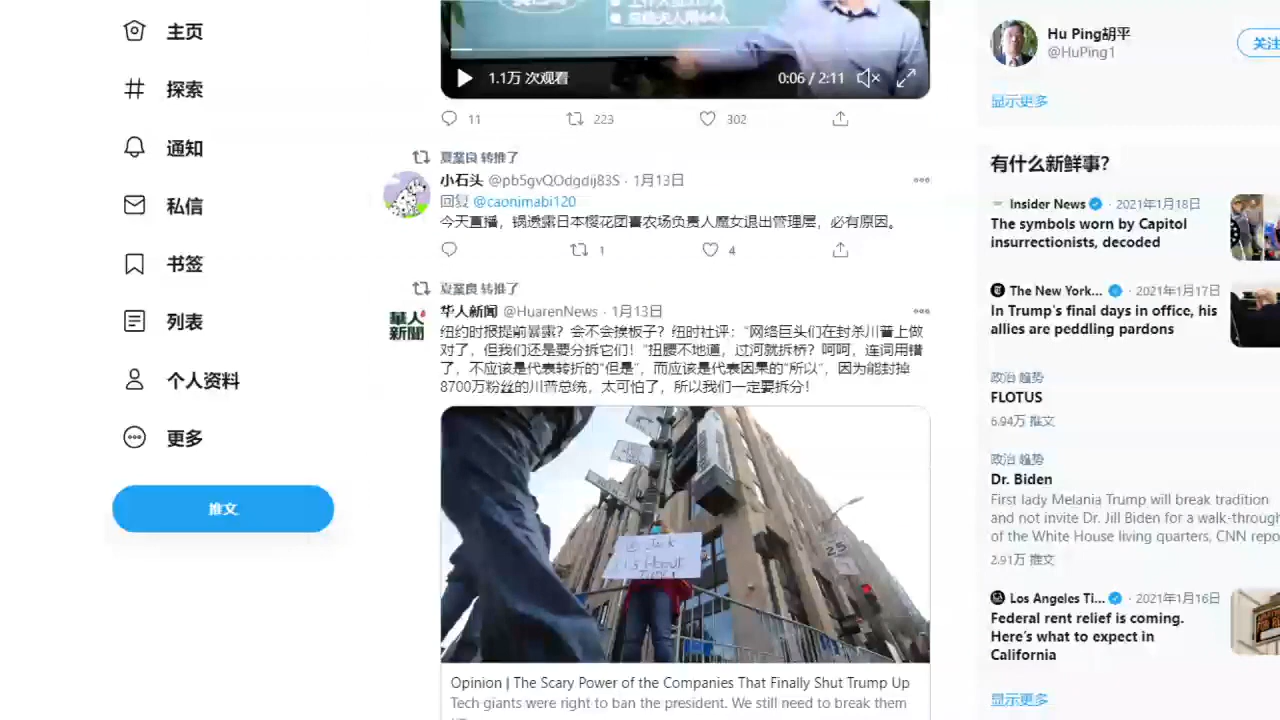 主页
探索
通知
私信
书签
列表
个人资料
更多
推文
1.1万 次观看
0:06 / 2:11
11
223
302
夏業良 转推了
小石头 @pb5gvQOdgdij83S · 1月13日
回复 @caonimabi120
今天直播，锅透露日本樱花团喜农场负责人魔女退出管理层，必有原因。
1
4
夏業良 转推了
华人新闻 @HuarenNews · 1月13日
華人
新聞
纽约时报提前暴露？会不会挨板子？纽时社评：“网络巨头们在封杀川普上做
对了，但我们还是要分拆它们！”扭腰不地道，过河就拆桥？呵呵，连词用错
了，不应该是代表转折的“但是”，而应该是代表因果的“所以”，因为能封掉
8700万粉丝的川普总统，太可怕了，所以我们一定要拆分！
25
Opinion | The Scary Power of the Companies That Finally Shut Trump Up
Tech giants were right to ban the president. We still need to break them
Hu Ping胡平
@HuPing1
关注
显示更多
有什么新鲜事？
Insider News · 2021年1月18日
The symbols worn by Capitol
insurrectionists, decoded
The New York... · 2021年1月17日
In Trump's final days in office, his
allies are peddling pardons
政治 趋势
FLOTUS
6.94万 推文
政治 趋势
Dr. Biden
First lady Melania Trump will break tradition
and not invite Dr. Jill Biden for a walk-through
of the White House living quarters, CNN repo
2.91万 推文
Los Angeles Ti... · 2021年1月16日
Federal rent relief is coming.
Here's what to expect in
California
显示更多